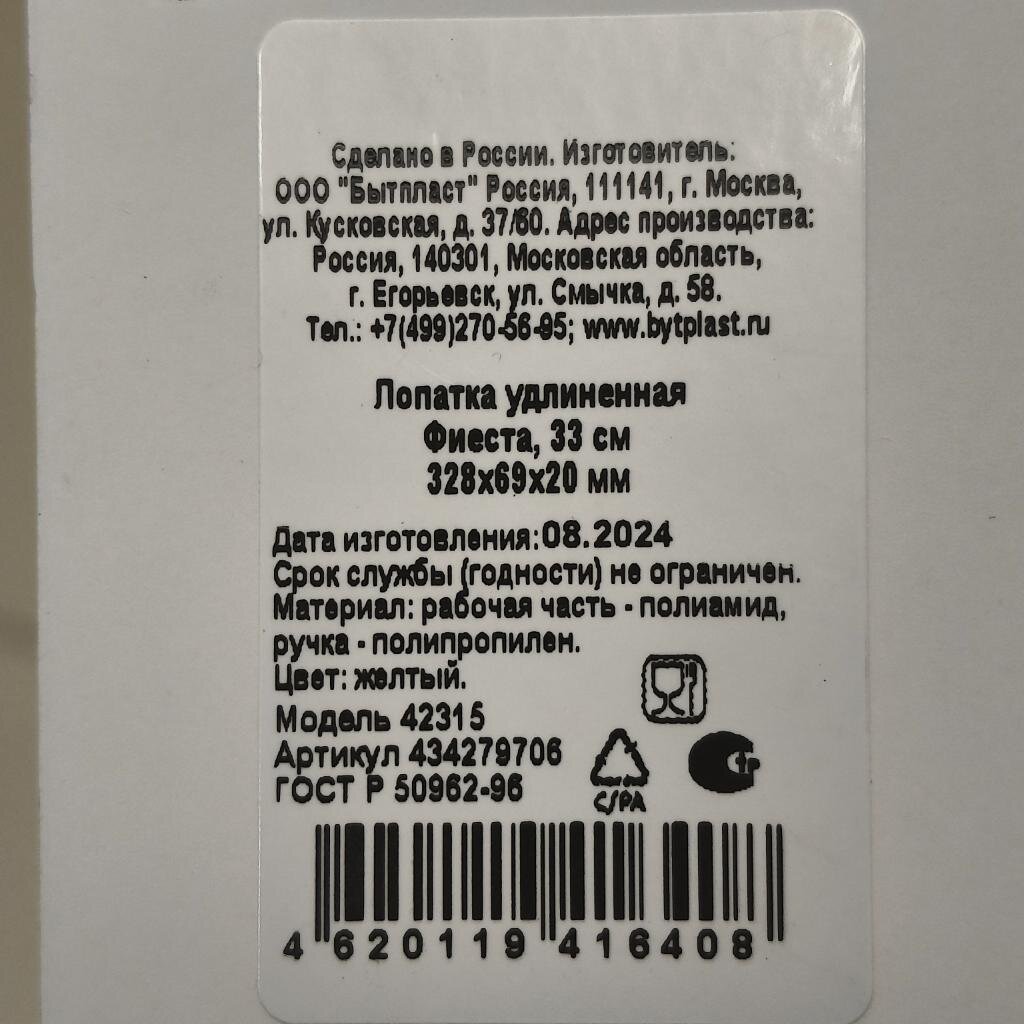 Сделано в России. Изготовитель:
ООО "Бытпласт" Россия, 111141, г. Москва,
ул. Кусковская, д. 37/60. Адрес производства:
Россия, 140301, Московская область,
г. Егорьевск, ул. Смычка, д. 58.
Тел.: +7(499)270-56-95; www.bytplast.ru
Лопатка удлиненная
Фиеста, 33 см
328х69х20 мм
Дата изготовления:08.2024
Срок службы (годности) не ограничен.
Материал: рабочая часть - полиамид,
ручка - полипропилен.
Цвет: желтый.
Модель 42315
Артикул 434279706
ГОСТ Р 50962-96
C/PA
тр
4 620119 416408